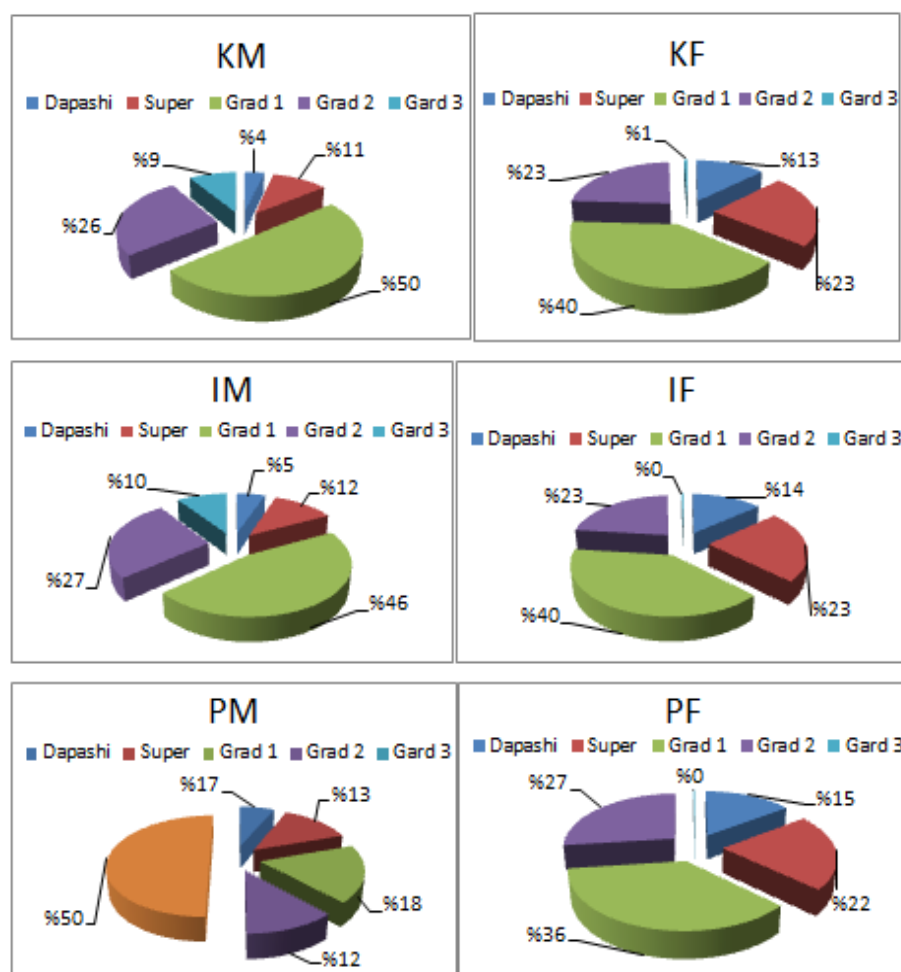 KM
Dapashi Super Grad 1 Grad 2 Gard 3
%4
%11
%9
%26
%50
KF
Dapashi Super Grad 1 Grad 2 Gard 3
%1
%13
%23
%23
%40
IM
Dapashi Super Grad 1 Grad 2 Gard 3
%5
%12
%10
%27
%46
IF
Dapashi Super Grad 1 Grad 2 Gard 3
%0
%14
%23
%23
%40
PM
Dapashi Super Grad 1 Grad 2 Gard 3
%17
%13
%50
%18
%12
PF
Dapashi Super Grad 1 Grad 2 Gard 3
%0
%27
%15
%22
%36